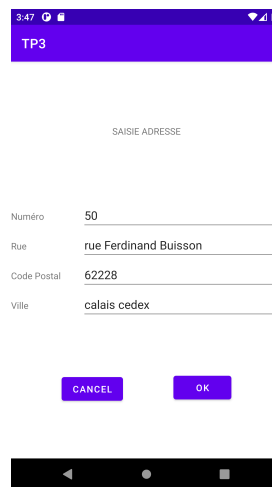 3:47
TP3
SAISIE ADRESSE
Numéro 50
Rue rue Ferdinand Buisson
Code Postal 62228
Ville calais cedex
CANCEL OK